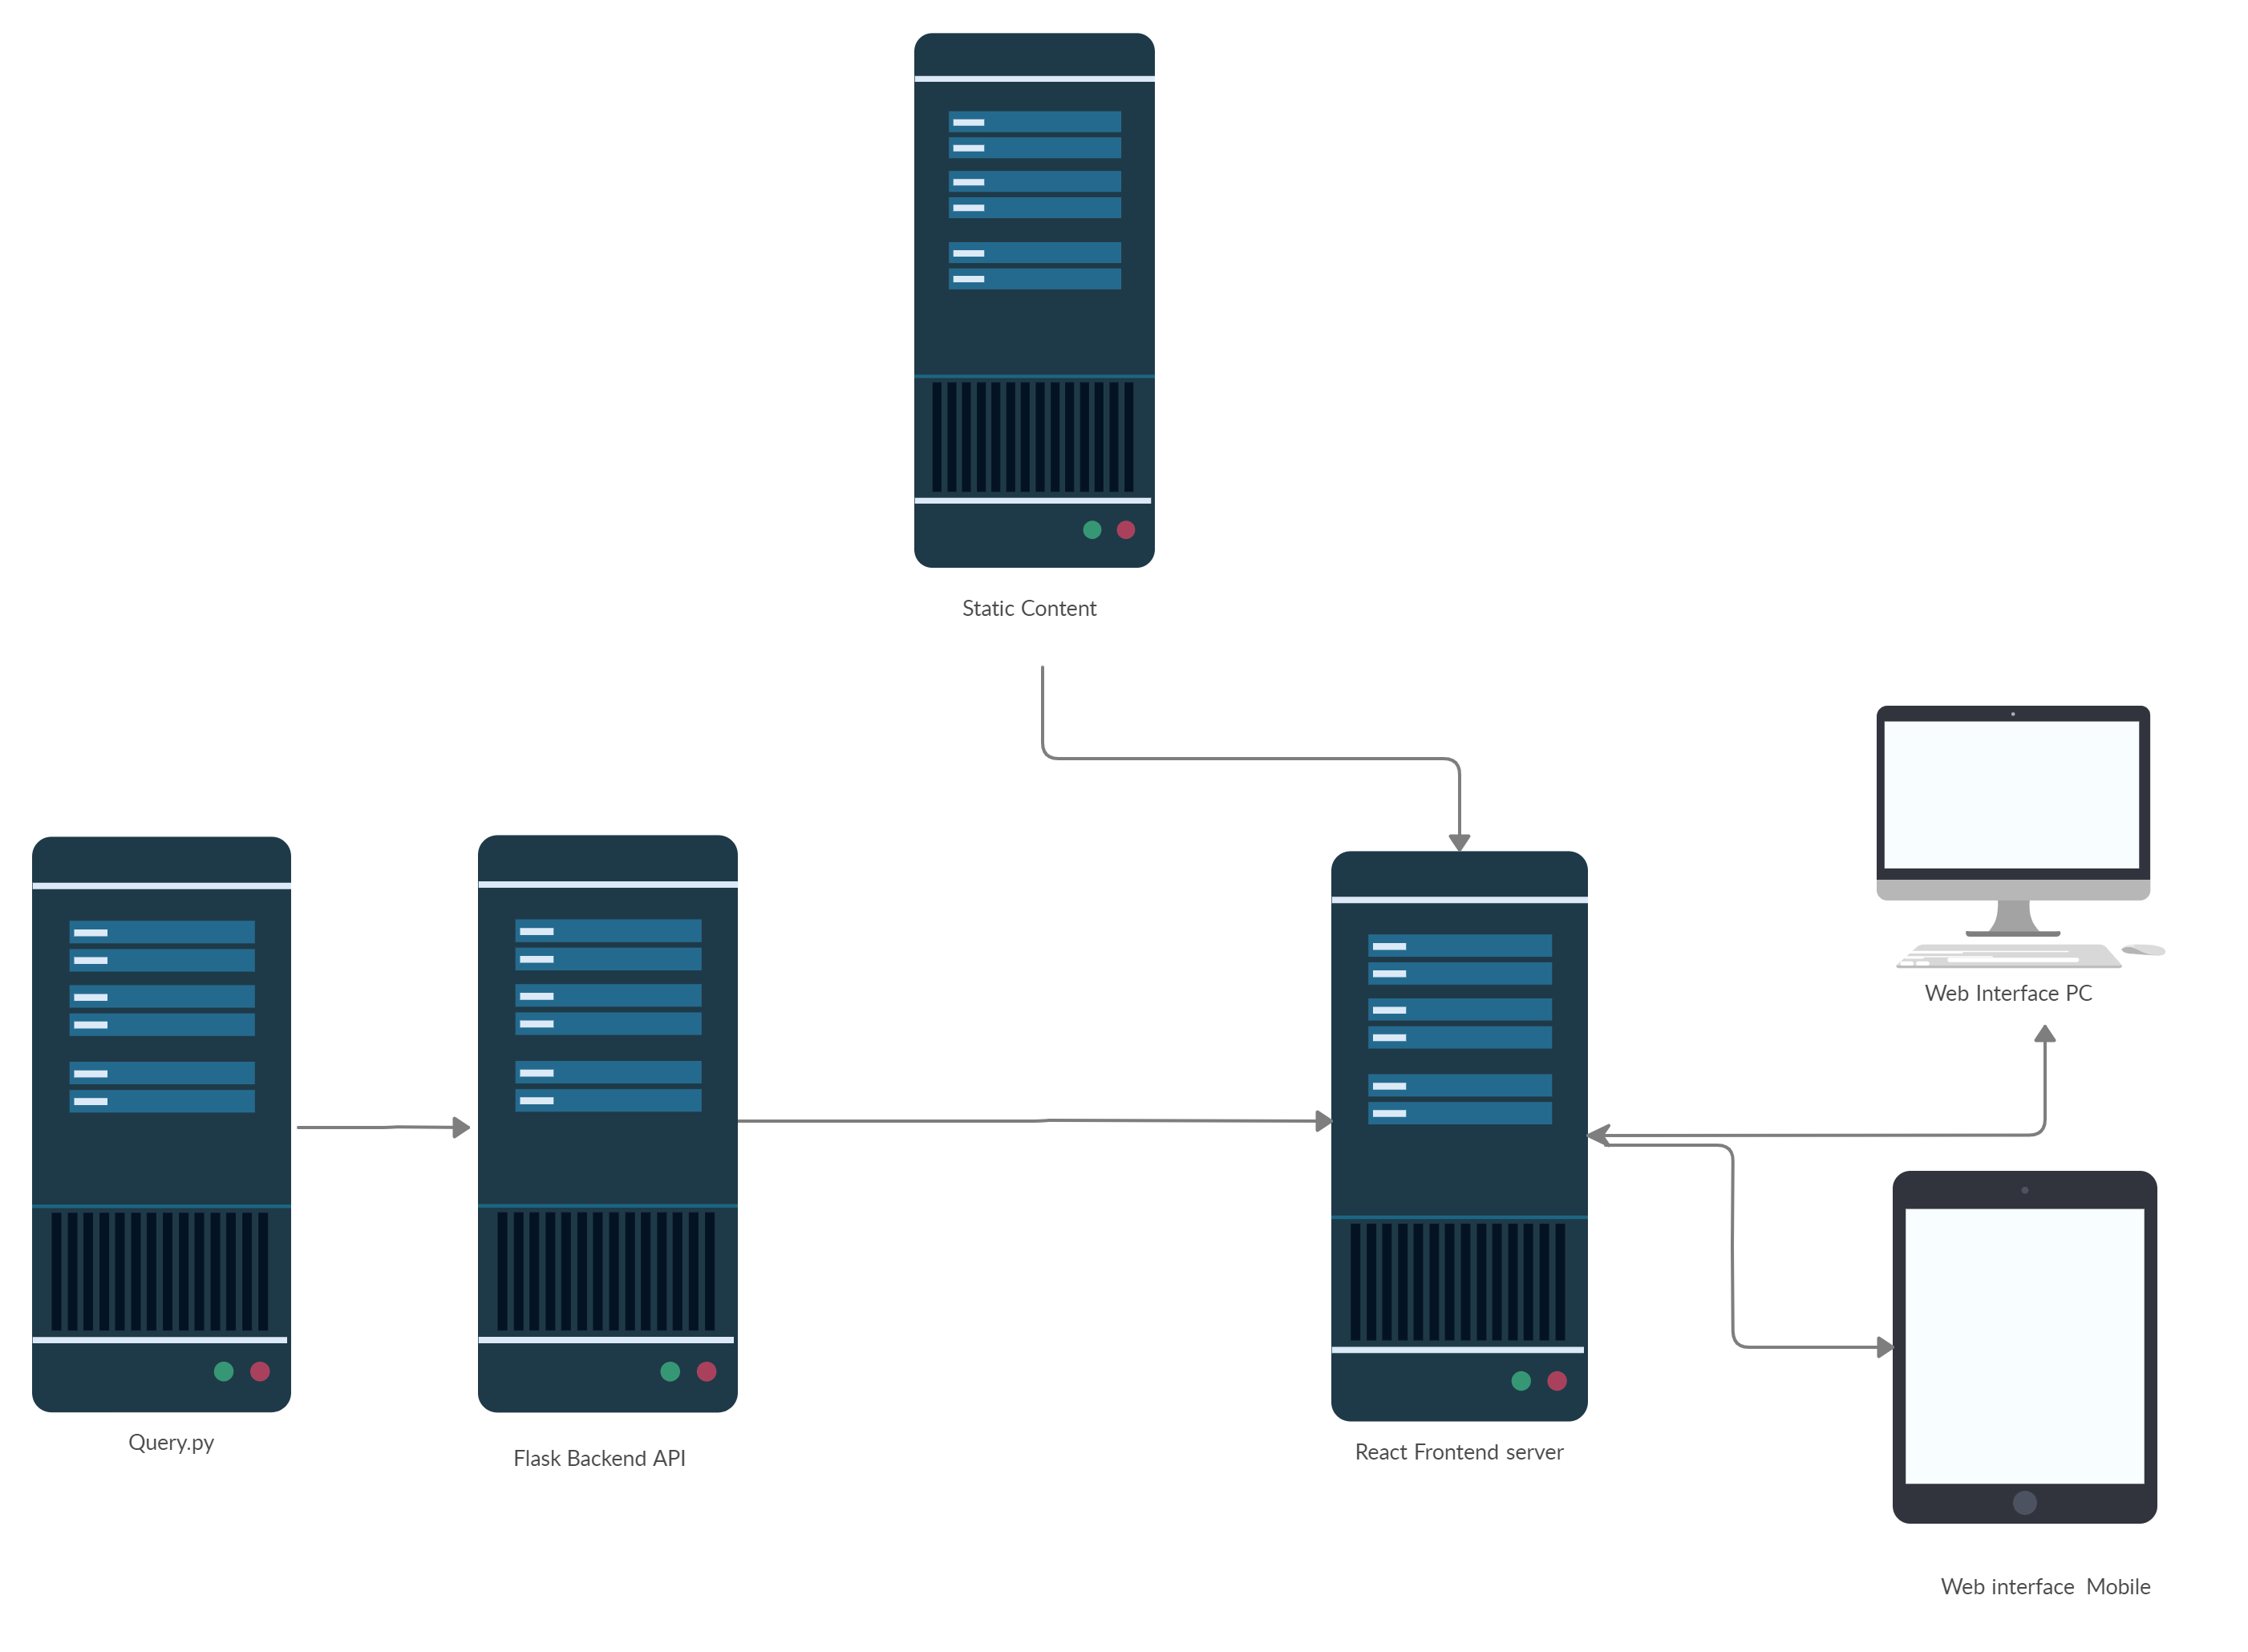 Static Content
Web Interface PC
Query.py
Flask Backend API
React Frontend server
Web interface  Mobile